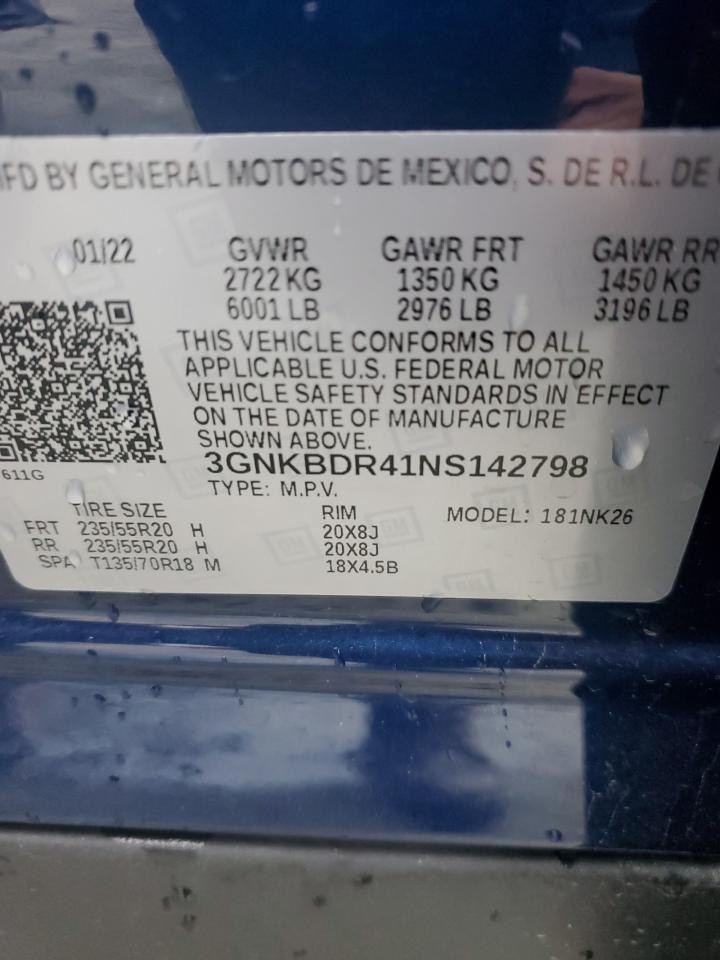 MFD BY GENERAL MOTORS DE MEXICO, S. DE R.L. DE
01/22 GVWR GAWR FRT GAWR RR
2722 KG 1350 KG 1450 KG
6001 LB 2976 LB 3196 LB
THIS VEHICLE CONFORMS TO ALL
APPLICABLE U.S. FEDERAL MOTOR
VEHICLE SAFETY STANDARDS IN EFFECT
ON THE DATE OF MANUFACTURE
SHOWN ABOVE.
611G 3GNKBDR41NS142798
TYPE: M.P.V.
TIRE SIZE RIM MODEL: 181NK26
FRT 235/55R20 H 20X8J
RR 235/55R20 H 20X8J
SPA T135/70R18 M 18X4.5B
GM